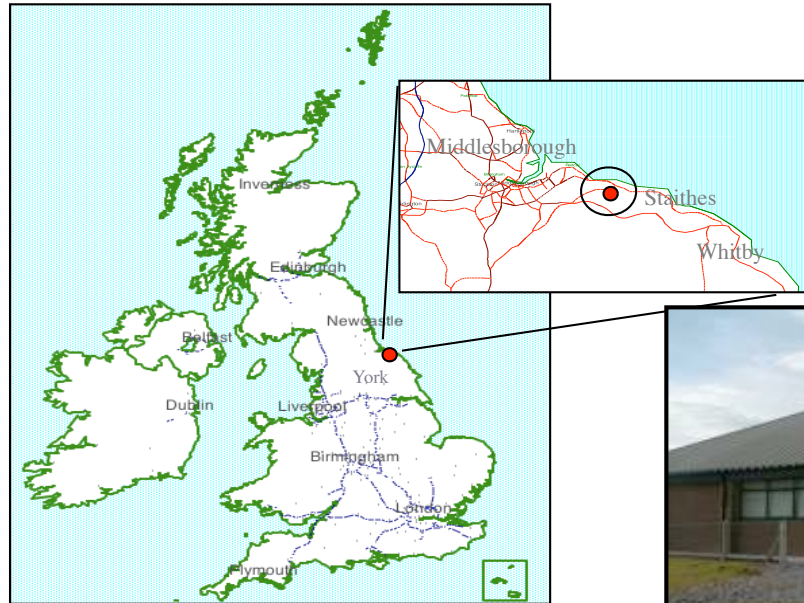 Inverness
Edinburgh
Newcastle
Belfast
York
Dublin
Liverpool
Birmingham
London
Plymouth
Middlesborough
Staithes
Whitby